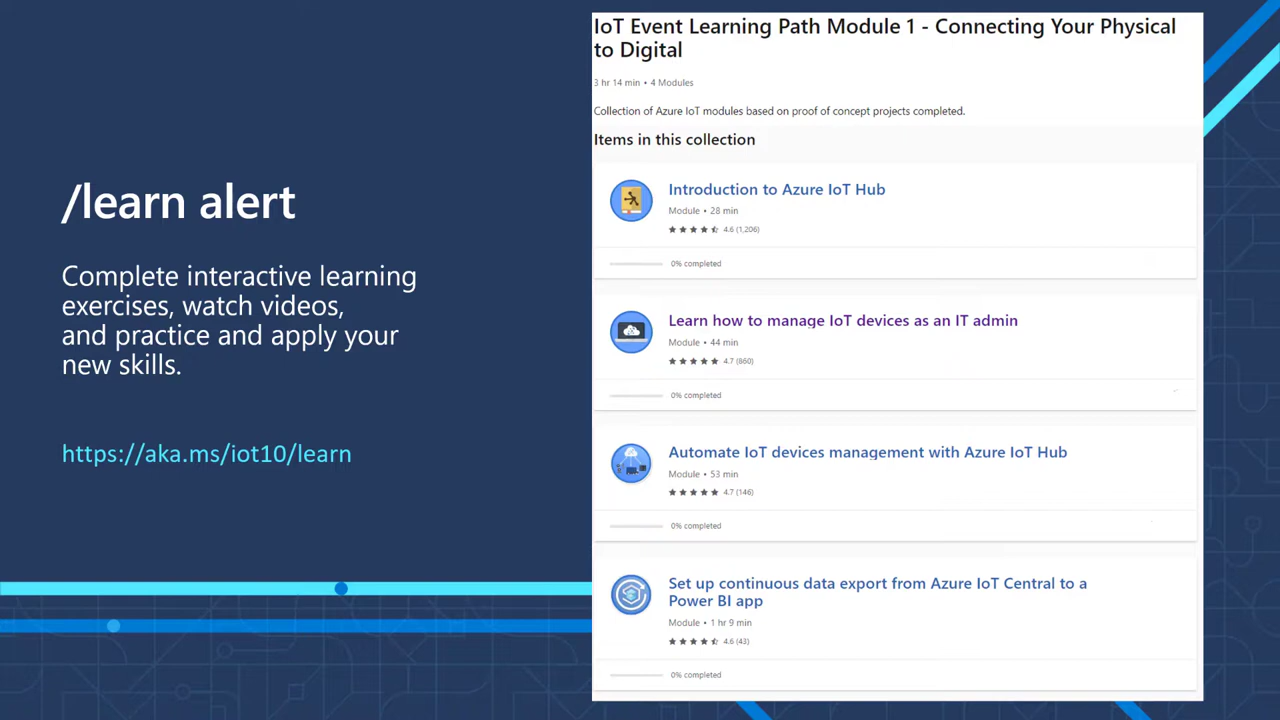 /learn alert
Complete interactive learning
exercises, watch videos,
and practice and apply your
new skills.
https://aka.ms/iot10/learn
IoT Event Learning Path Module 1 - Connecting Your Physical
to Digital
3 hr 14 min • 4 Modules
Collection of Azure IoT modules based on proof of concept projects completed.
Items in this collection
Introduction to Azure IoT Hub
Module • 28 min
4.6 (1,206)
0% completed
Learn how to manage IoT devices as an IT admin
Module • 44 min
4.7 (860)
0% completed
Automate IoT devices management with Azure IoT Hub
Module • 53 min
4.7 (146)
0% completed
Set up continuous data export from Azure IoT Central to a
Power BI app
Module • 1 hr 9 min
4.6 (43)
0% completed